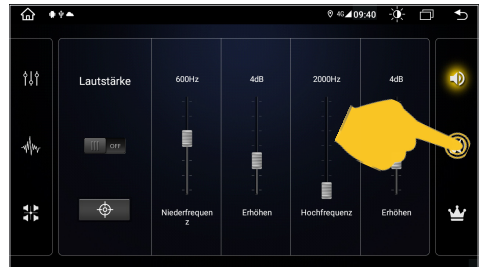 4G 09:40
Lautstärke
600Hz
4dB
2000Hz
4dB
OFF
Niederfrequen
z
Erhöhen
Hochfrequenz
Erhöhen